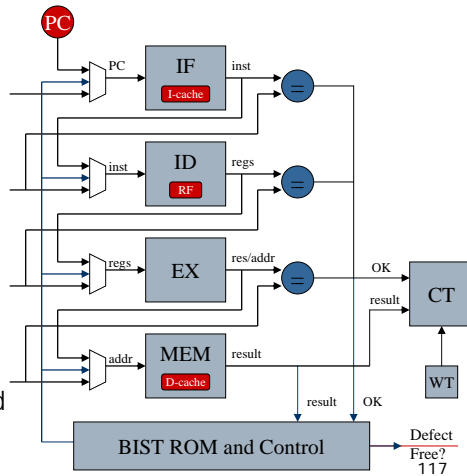 PC
PC
IF
inst
I-cache
=
inst
ID
regs
RF
=
regs
EX
res/addr
=
OK
CT
result
addr
MEM
result
D-cache
WT
d
result
OK
BIST ROM and Control
Defect
Free?
117